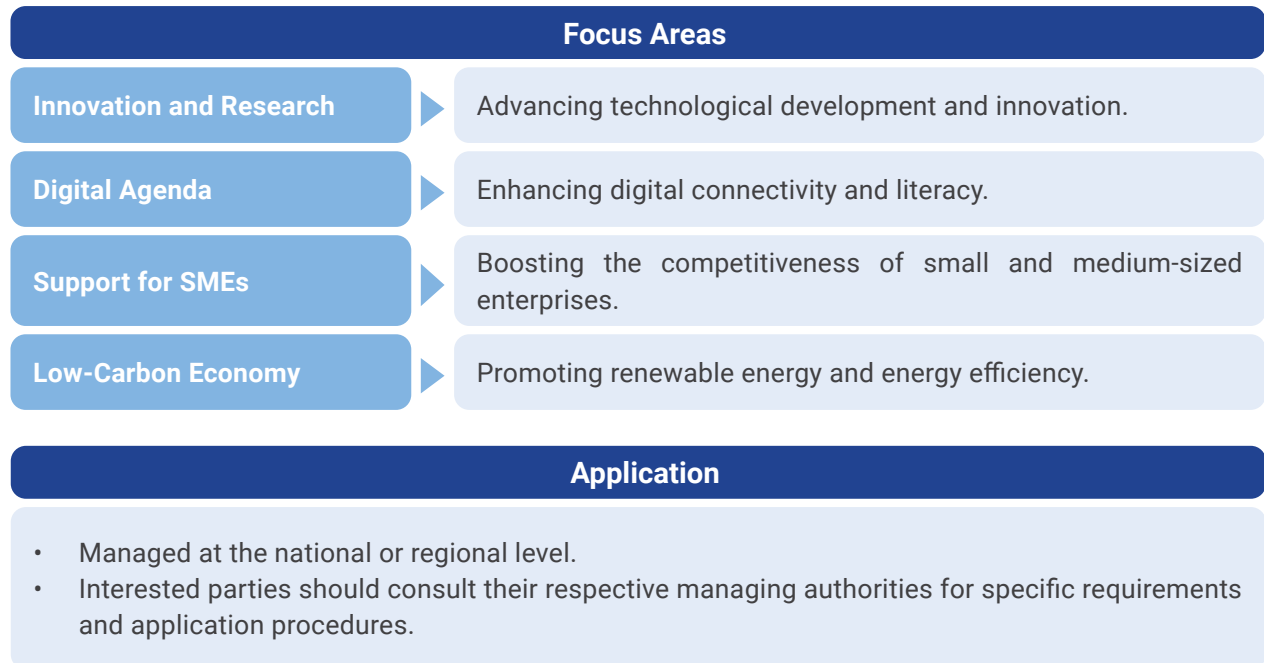 Focus Areas
Innovation and Research
Advancing technological development and innovation.
Digital Agenda
Enhancing digital connectivity and literacy.
Support for SMEs
Boosting the competitiveness of small and medium-sized
enterprises.
Low-Carbon Economy
Promoting renewable energy and energy efficiency.
Application
• Managed at the national or regional level.
• Interested parties should consult their respective managing authorities for specific requirements
and application procedures.